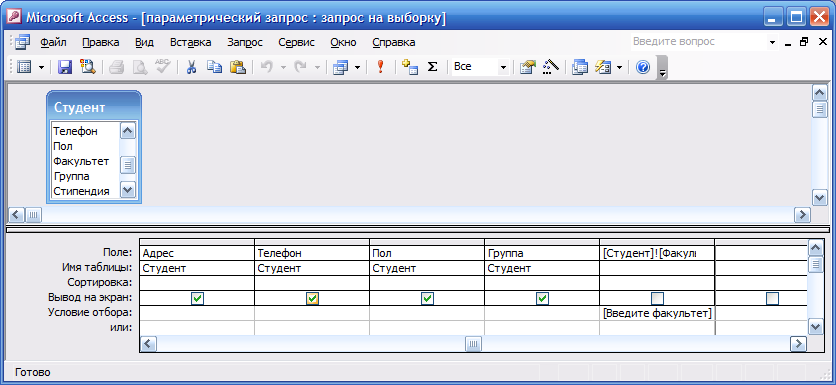 Microsoft Access - [параметрический запрос : запрос на выборку]
Файл Правка Вид Вставка Запрос Сервис Окно Справка Введите вопрос
Все
Студент
Телефон
Пол
Факультет
Группа
Стипендия
Поле: Адрес Телефон Пол Группа [Студент]![Факул
Имя таблицы: Студент Студент Студент Студент
Сортировка:
Вывод на экран:
Условие отбора: [Введите факультет]
или:
Готово